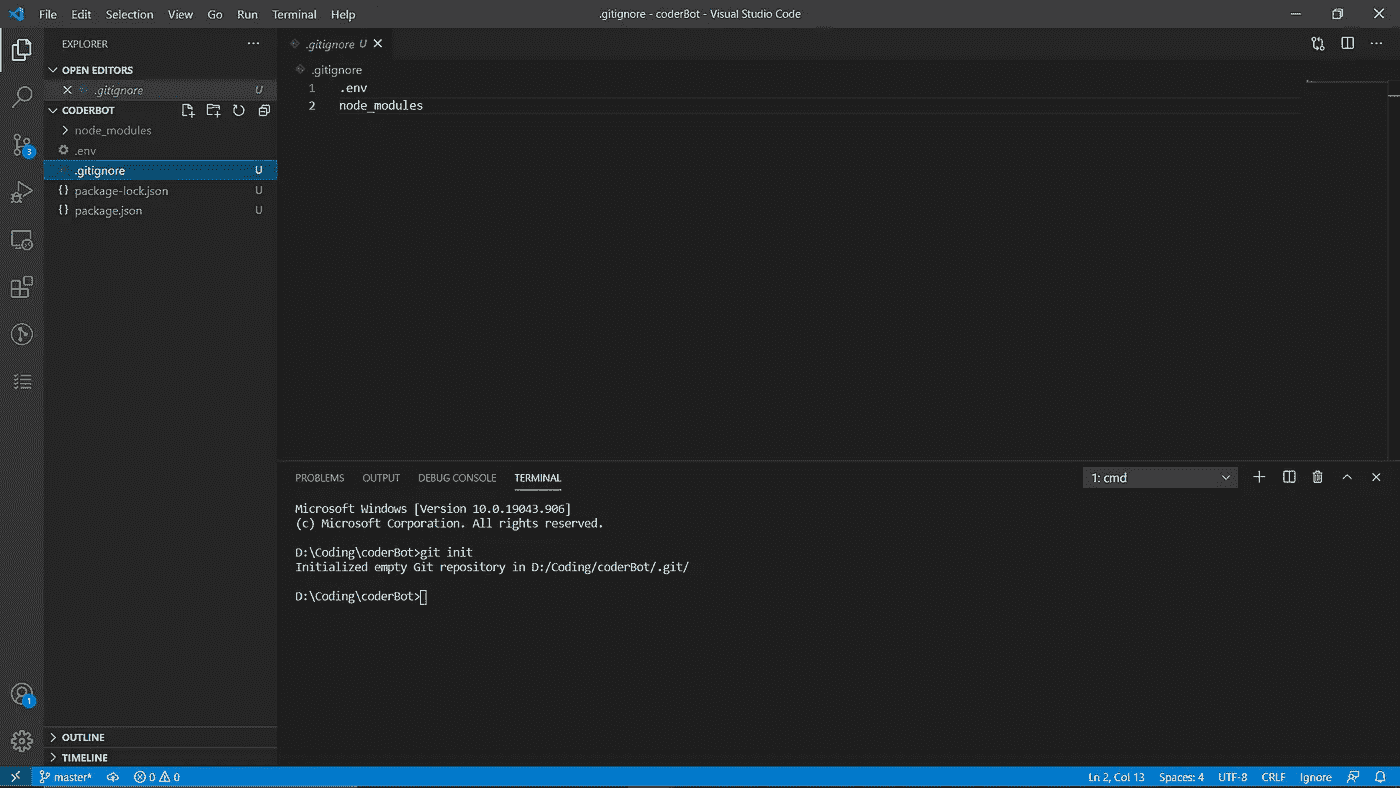 File Edit Selection View Go Run Terminal Help .gitignore - coderBot - Visual Studio Code
EXPLORER
OPEN EDITORS
.gitignore U
CODERBOT
node_modules
.env
.gitignore U
package-lock.json U
package.json U
OUTLINE
TIMELINE
3
1
.gitignore U
.gitignore
1 .env
2 node_modules
PROBLEMS OUTPUT DEBUG CONSOLE TERMINAL 1: cmd
Microsoft Windows [Version 10.0.19043.906]
(c) Microsoft Corporation. All rights reserved.
D:\Coding\coderBot>git init
Initialized empty Git repository in D:/Coding/coderBot/.git/
D:\Coding\coderBot>
master* 0 0 Ln 2, Col 13 Spaces: 4 UTF-8 CRLF Ignore